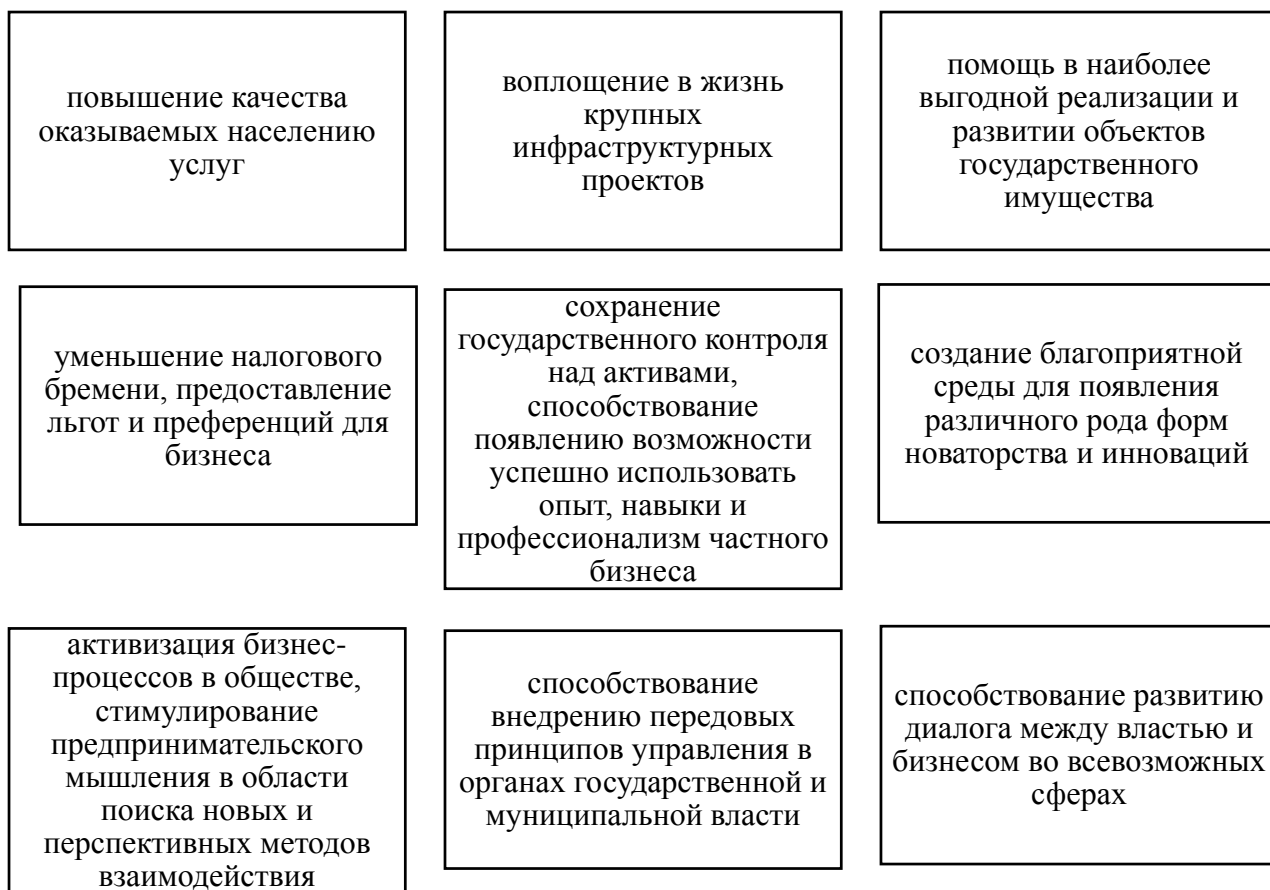 повышение качества
оказываемых населению
услуг
воплощение в жизнь
крупных
инфраструктурных
проектов
помощь в наиболее
выгодной реализации и
развитии объектов
государственного
имущества
уменьшение налогового
бремени, предоставление
льгот и преференций для
бизнеса
сохранение
государственного контроля
над активами,
способствование
появлению возможности
успешно использовать
опыт, навыки и
профессионализм частного
бизнеса
создание благоприятной
среды для появления
различного рода форм
новаторства и инноваций
активизация бизнес-
процессов в обществе,
стимулирование
предпринимательского
мышления в области
поиска новых и
перспективных методов
взаимодействия
способствование
внедрению передовых
принципов управления в
органах государственной и
муниципальной власти
способствование развитию
диалога между властью и
бизнесом во всевозможных
сферах